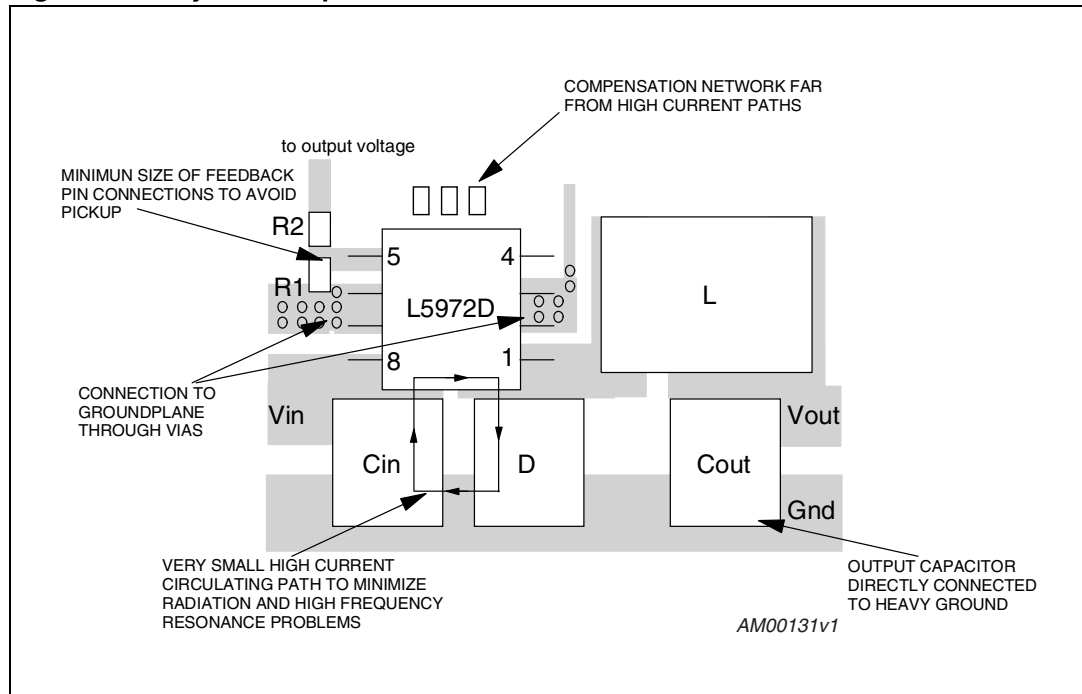 COMPENSATION NETWORK FAR
FROM HIGH CURRENT PATHS
to output voltage
MINIMUN SIZE OF FEEDBACK
PIN CONNECTIONS TO AVOID
PICKUP
R2
5
4
R1
L5972D
L
8
1
CONNECTION TO
GROUNDPLANE
THROUGH VIAS
Vin
Vout
Cin
D
Cout
Gnd
VERY SMALL HIGH CURRENT
CIRCULATING PATH TO MINIMIZE
RADIATION AND HIGH FREQUENCY
RESONANCE PROBLEMS
OUTPUT CAPACITOR
DIRECTLY CONNECTED
TO HEAVY GROUND
AM00131v1